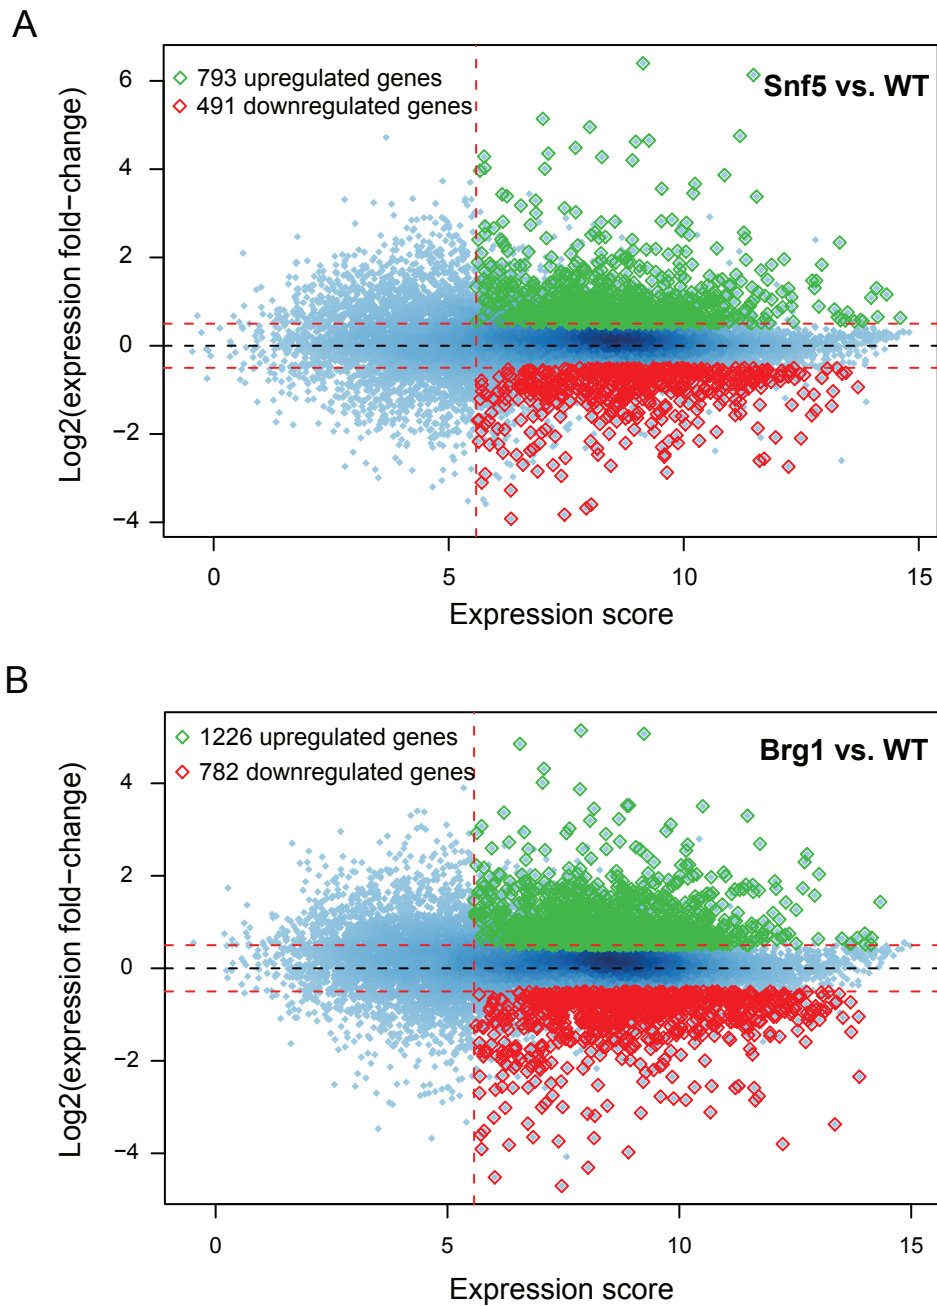 A
793 upregulated genes
491 downregulated genes
Snf5 vs. WT
Log2(expression fold−change)
6
4
2
0
−2
−4
0 5 10 15
Expression score
B
1226 upregulated genes
782 downregulated genes
Brg1 vs. WT
Log2(expression fold−change)
4
2
0
−2
−4
0 5 10 15
Expression score